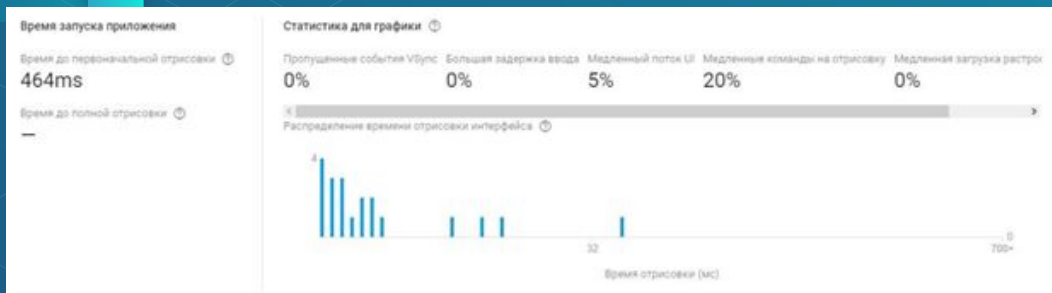 Время запуска приложения
Время до первоначальной отрисовки
464ms
Время до полной отрисовки
—
Статистика для графики
Пропущенные события VSync Большая задержка ввода Медленный поток UI Медленные команды на отрисовку Медленная загрузка растров
0% 0% 5% 20% 0%
Распределение времени отрисовки интерфейса
4
0
32 700+
Время отрисовки (мс)